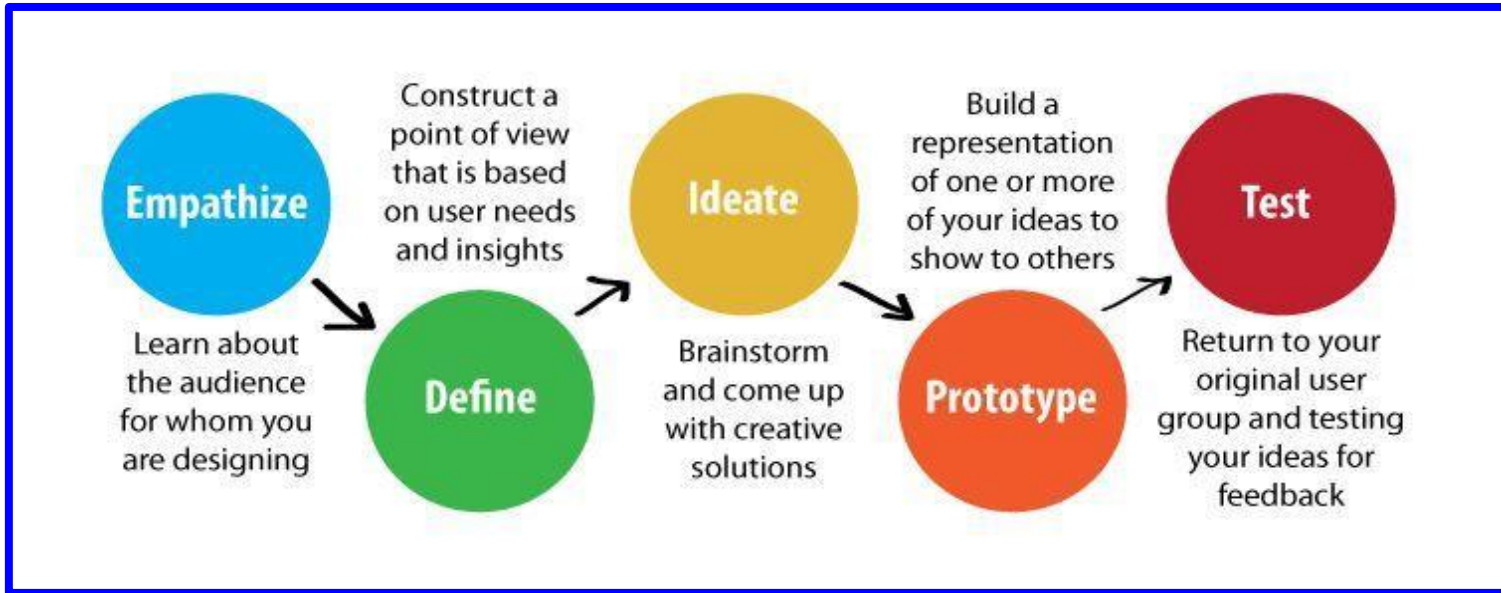 Empathize
Learn about
the audience
for whom you
are designing
Construct a
point of view
that is based
on user needs
and insights
Define
Ideate
Brainstorm
and come up
with creative
solutions
Build a
representation
of one or more
of your ideas to
show to others
Prototype
Test
Return to your
original user
group and testing
your ideas for
feedback